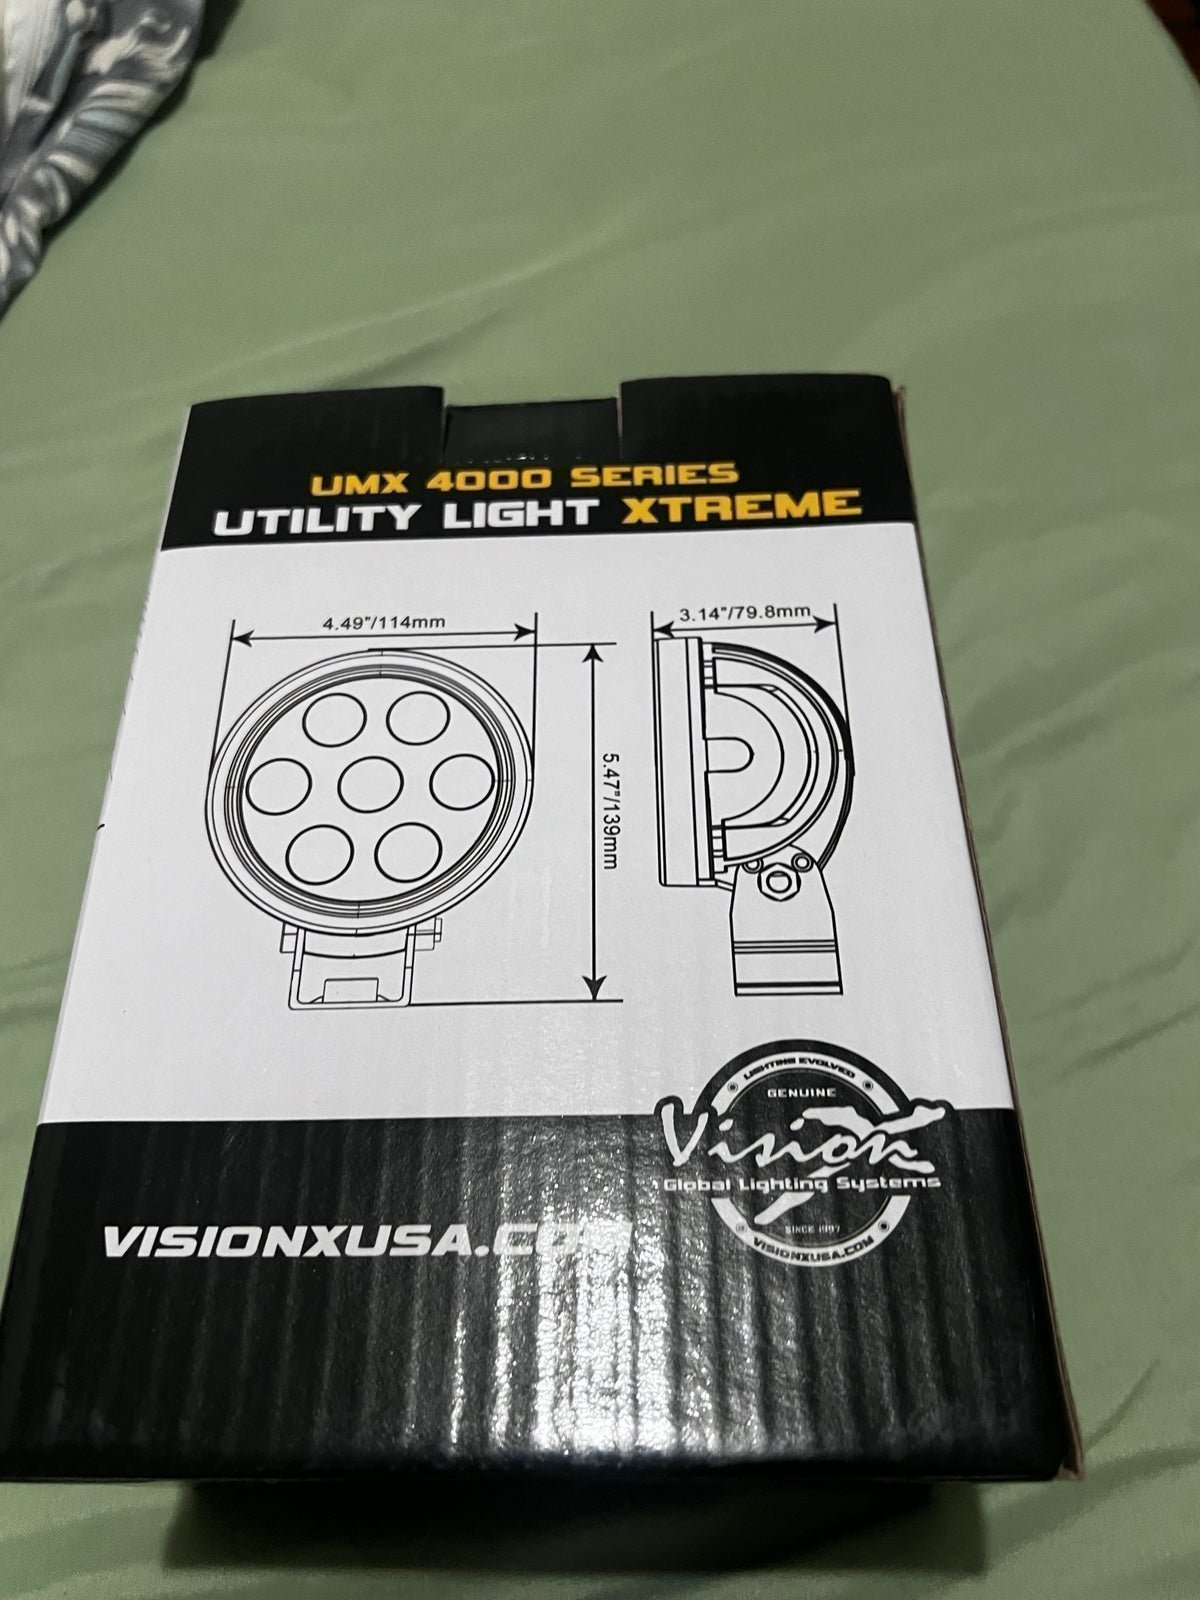 UMX 4000 SERIES
UTILITY LIGHT XTREME
4.49"/114mm
3.14"/79.8mm
5.47"/139mm
LIGHTING EVOLVED
GENUINE
Vision X
Global Lighting Systems
SINCE 1997
VISIONXUSA.COM
VISIONXUSA.COM